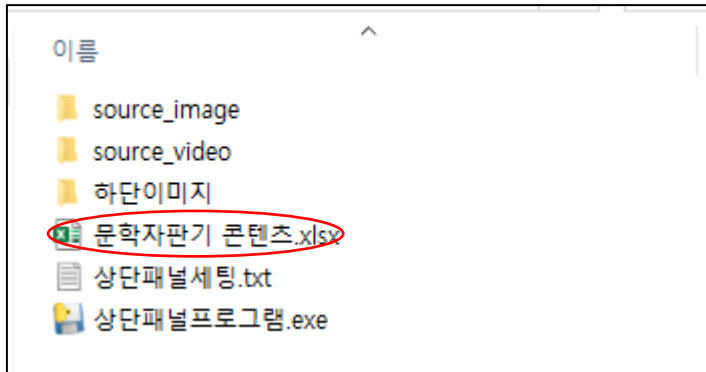 이름
source_image
source_video
하단이미지
문학자판기 콘텐츠.xlsx
상단패널세팅.txt
상단패널프로그램.exe